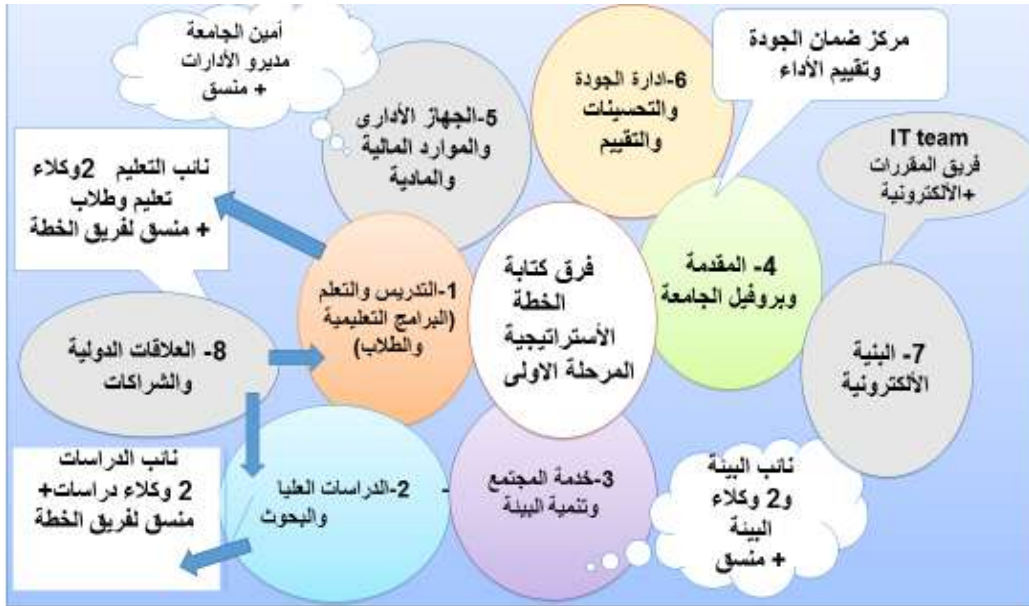 أمين الجامعة
مديرو الأدارات
+ منسق
5-الجهاز الأدارى
والموارد المالية
والمادية
6-ادارة الجودة
والتحسينات
والتقييم
مركز ضمان الجودة
وتقييم الأداء
IT team
فريق المقررات
الألكترونية+
نائب التعليم 2وكلاء
تعليم وطلاب
+ منسق لفريق الخطة
1-التدريس والتعلم
(البرامج التعليمية
والطلاب)
فرق كتابة
الخطة
الأستراتيجية
المرحلة الاولى
4- المقدمة
وبروفيل الجامعة
7- البنية
الألكترونية
8- العلاقات الدولية
والشراكات
نائب الدراسات
2 وكلاء دراسات+
منسق لفريق الخطة
2-الدراسات العليا -
والبحوث
3-خدمة المجتمع
وتنمية البيئة
نائب البيئة
و2 وكلاء
البيئة
+ منسق